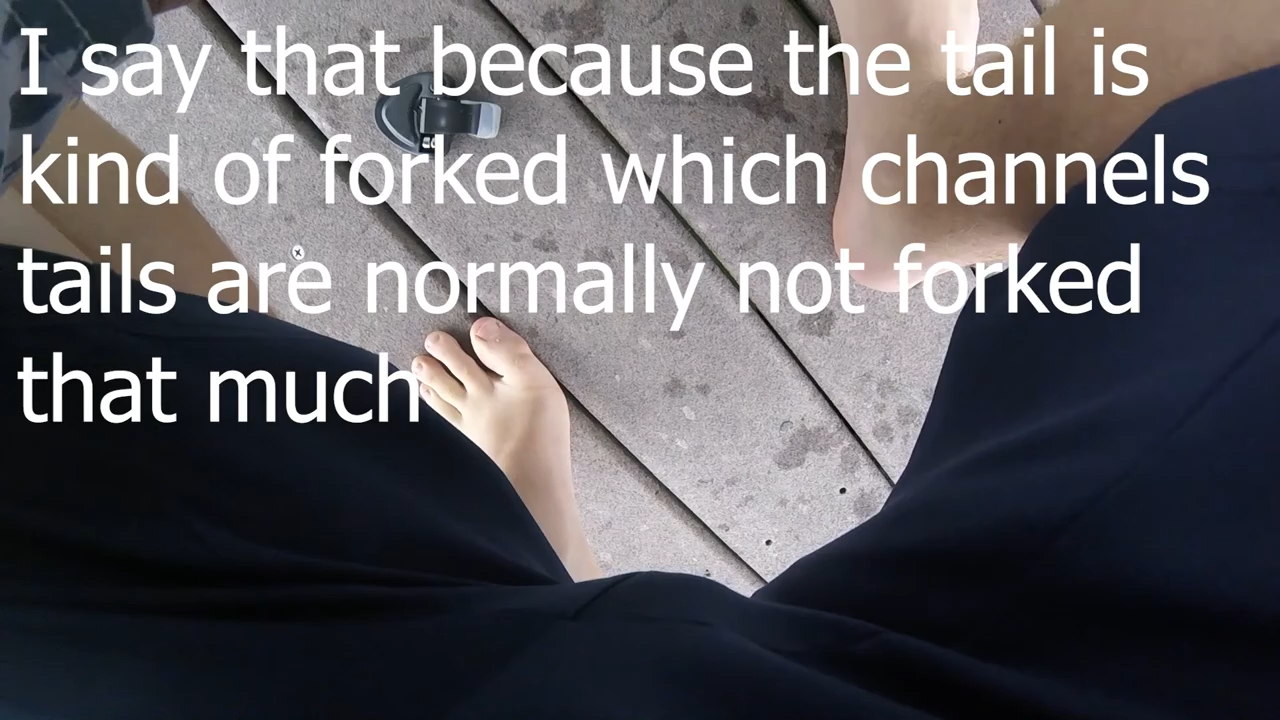 I say that because the tail is
kind of forked which channels
tails are normally not forked
that much